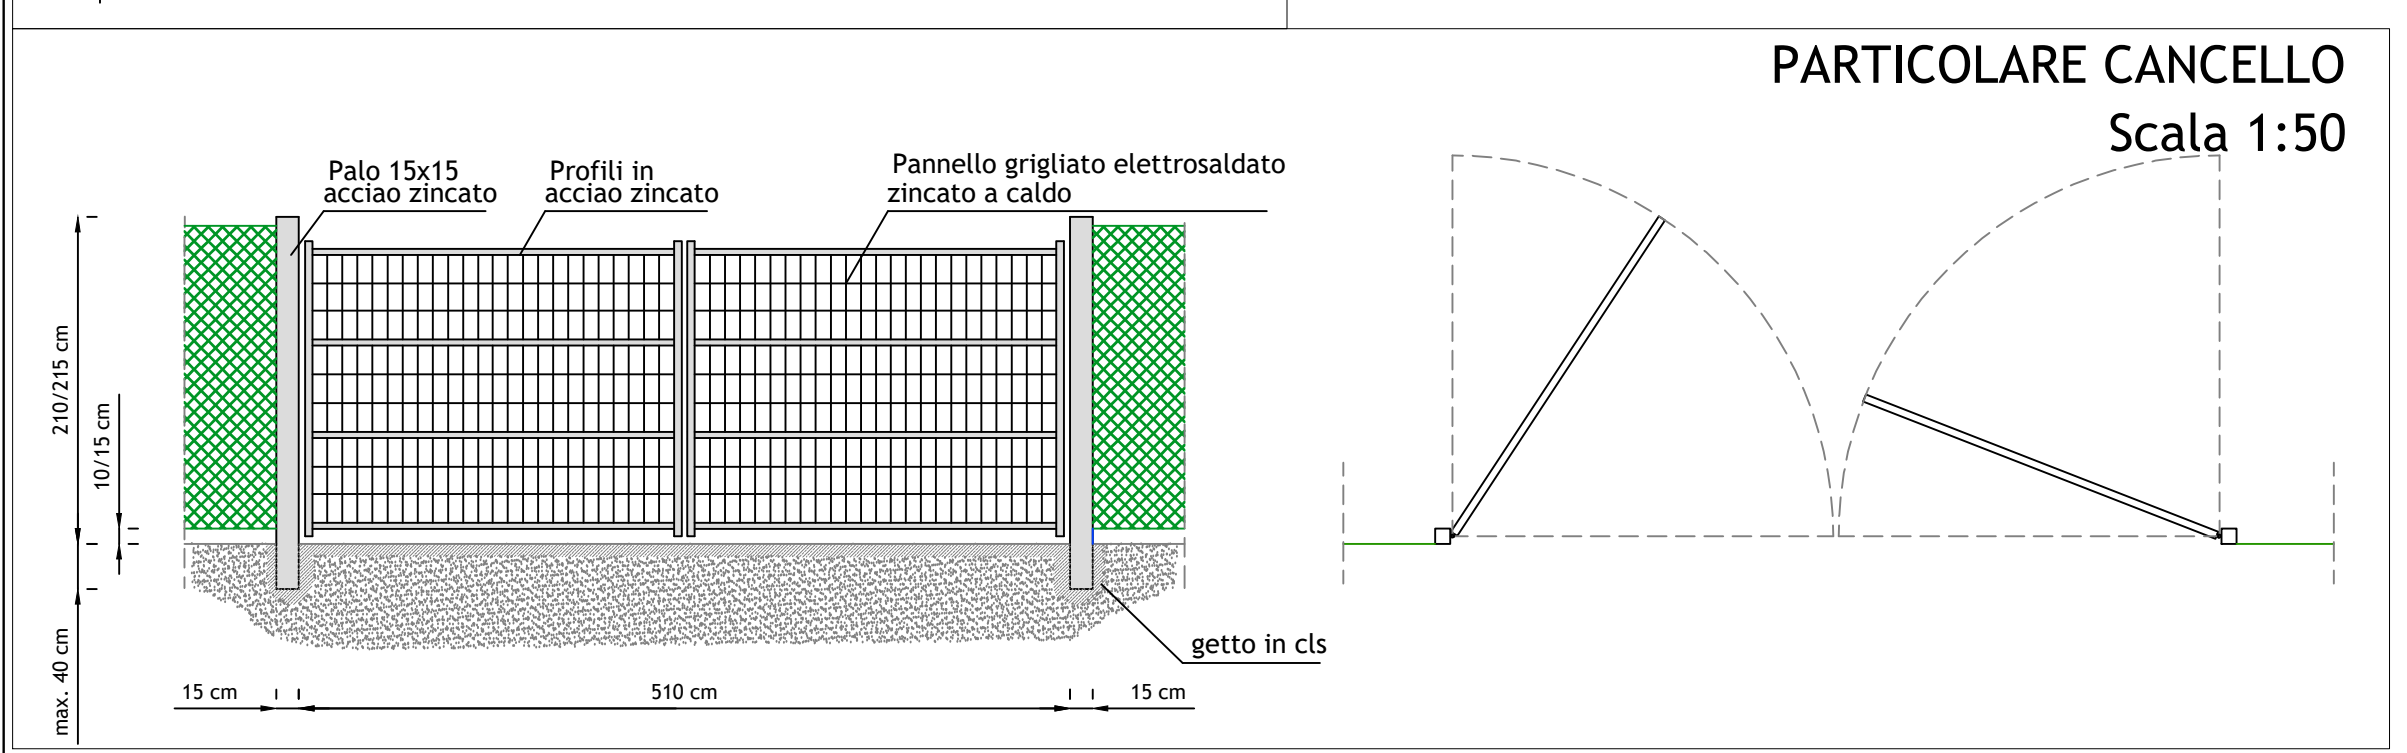 PARTICOLARE CANCELLO
Scala 1:50
Palo 15x15
acciao zincato
Profili in
acciao zincato
Pannello grigliato elettrosaldato
zincato a caldo
210/215 cm
10/15 cm
max. 40 cm
getto in cls
15 cm
510 cm
15 cm